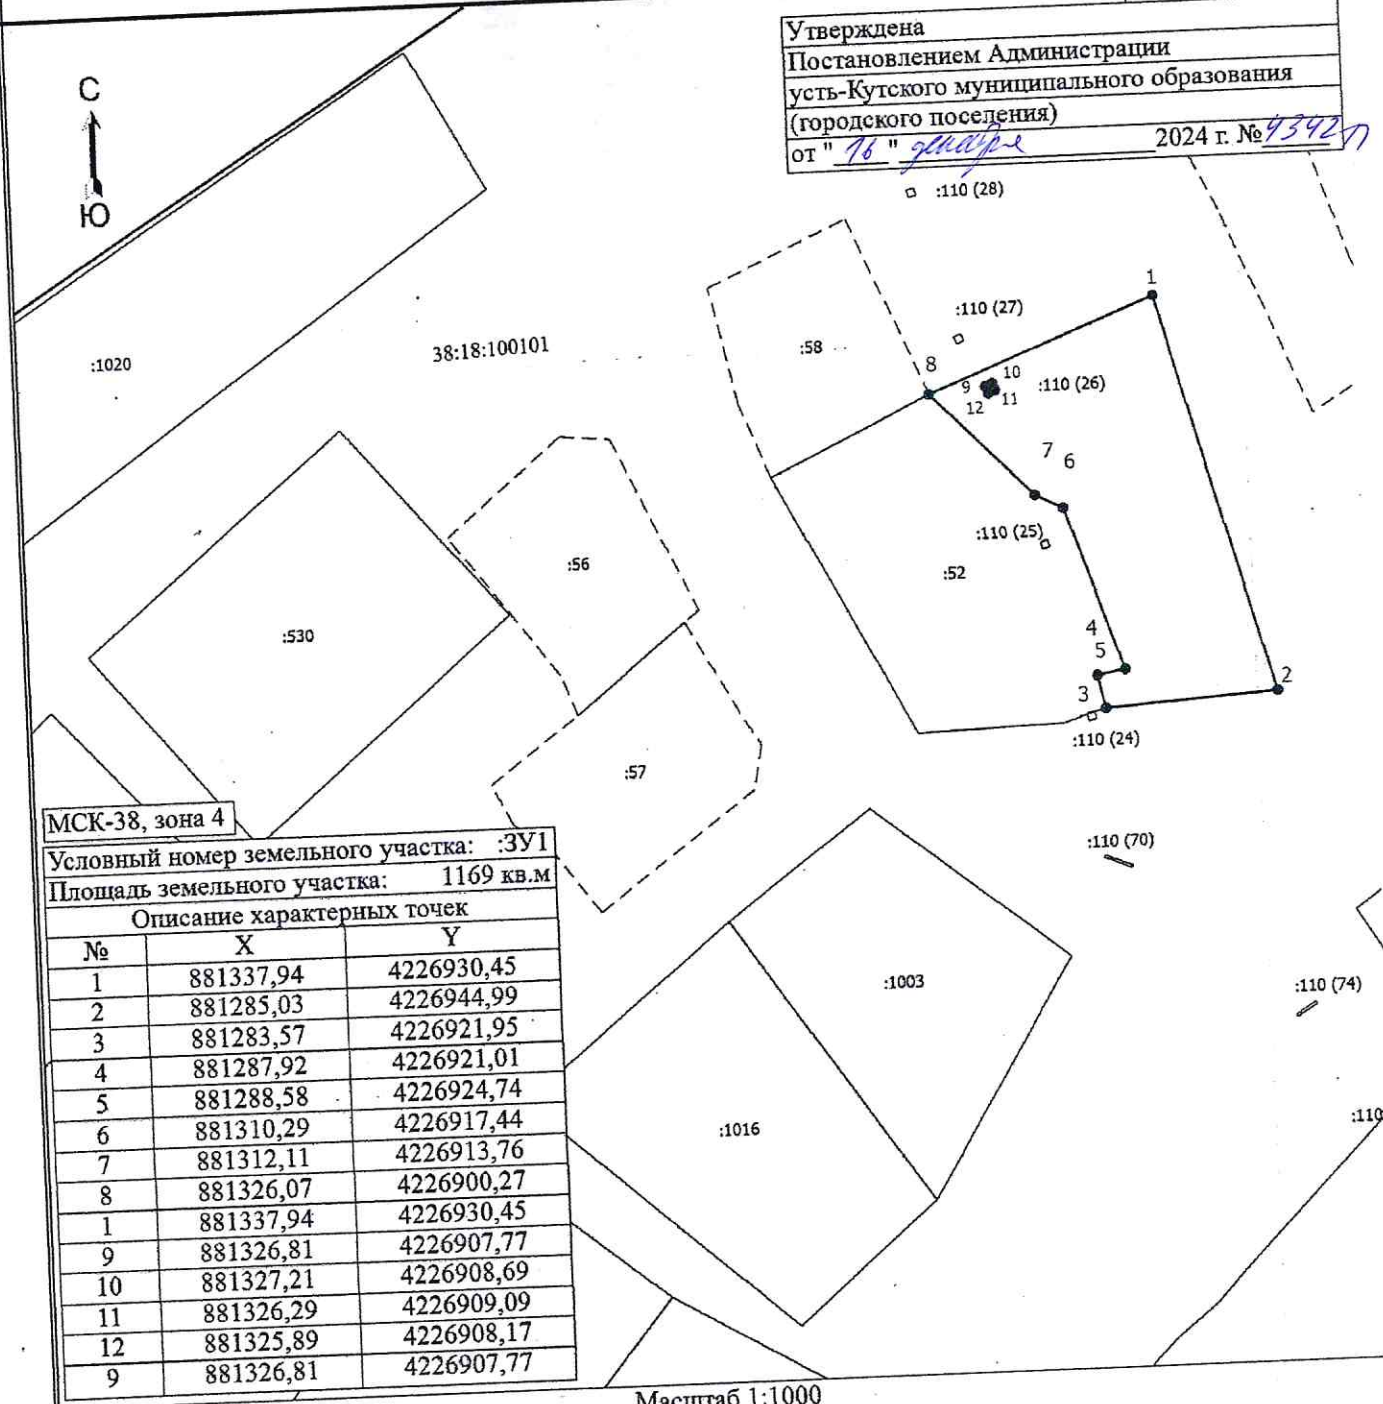 Утверждена
Постановлением Администрации
усть-Кутского муниципального образования
(городского поселения)
от "16" декабря 2024 г. № 4342п
С
Ю
:110 (28)
1
:110 (27)
38:18:100101
:58
:1020
8
9
10
:110 (26)
12
11
7
6
:110 (25)
:56
:52
:530
4
5
2
3
:110 (24)
:57
МСК-38, зона 4
:110 (70)
Условный номер земельного участка: :ЗУ1
Площадь земельного участка: 1169 кв.м
Описание характерных точек
№ X Y
1 881337,94 4226930,45
2 881285,03 4226944,99
3 881283,57 4226921,95
4 881287,92 4226921,01
5 881288,58 4226924,74
6 881310,29 4226917,44
7 881312,11 4226913,76
8 881326,07 4226900,27
1 881337,94 4226930,45
9 881326,81 4226907,77
10 881327,21 4226908,69
11 881326,29 4226909,09
12 881325,89 4226908,17
9 881326,81 4226907,77
:1003
:110 (74)
:1016
:110
Масштаб 1:1000